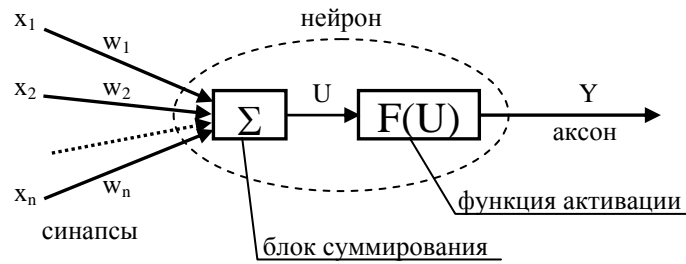 нейрон
x1
w1
x2
w2
Σ
U
F(U)
Y
аксон
xn
wn
синапсы
функция активации
блок суммирования